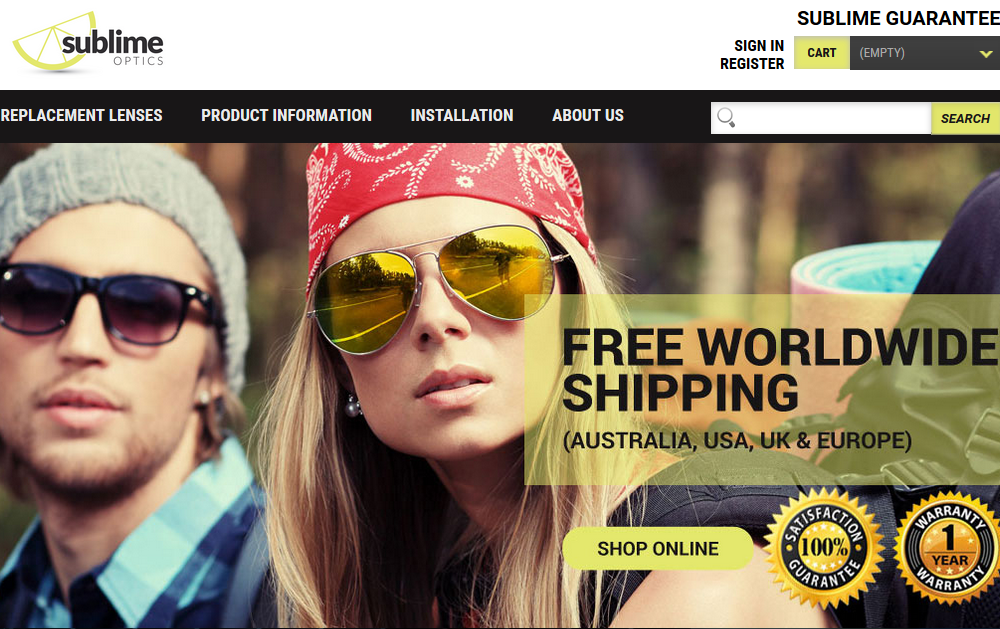 sublime
OPTICS
SUBLIME GUARANTEE
SIGN IN
REGISTER
CART
(EMPTY)
REPLACEMENT LENSES
PRODUCT INFORMATION
INSTALLATION
ABOUT US
SEARCH
FREE WORLDWIDE
SHIPPING
(AUSTRALIA, USA, UK & EUROPE)
SHOP ONLINE
SATISFACTION
100%
GUARANTEE
WARRANTY
1
YEAR
WARRANTY